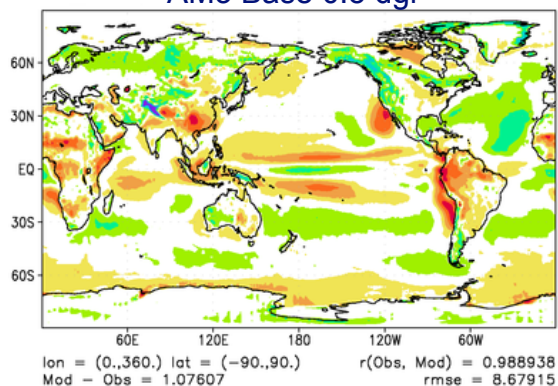 60N
30N
EQ
30S
60S
60E 120E 180 120W 60W
lon = (0.,360.) lat = (−90.,90.) r(Obs, Mod) = 0.988938
Mod − Obs = 1.07607 rmse = 8.67915